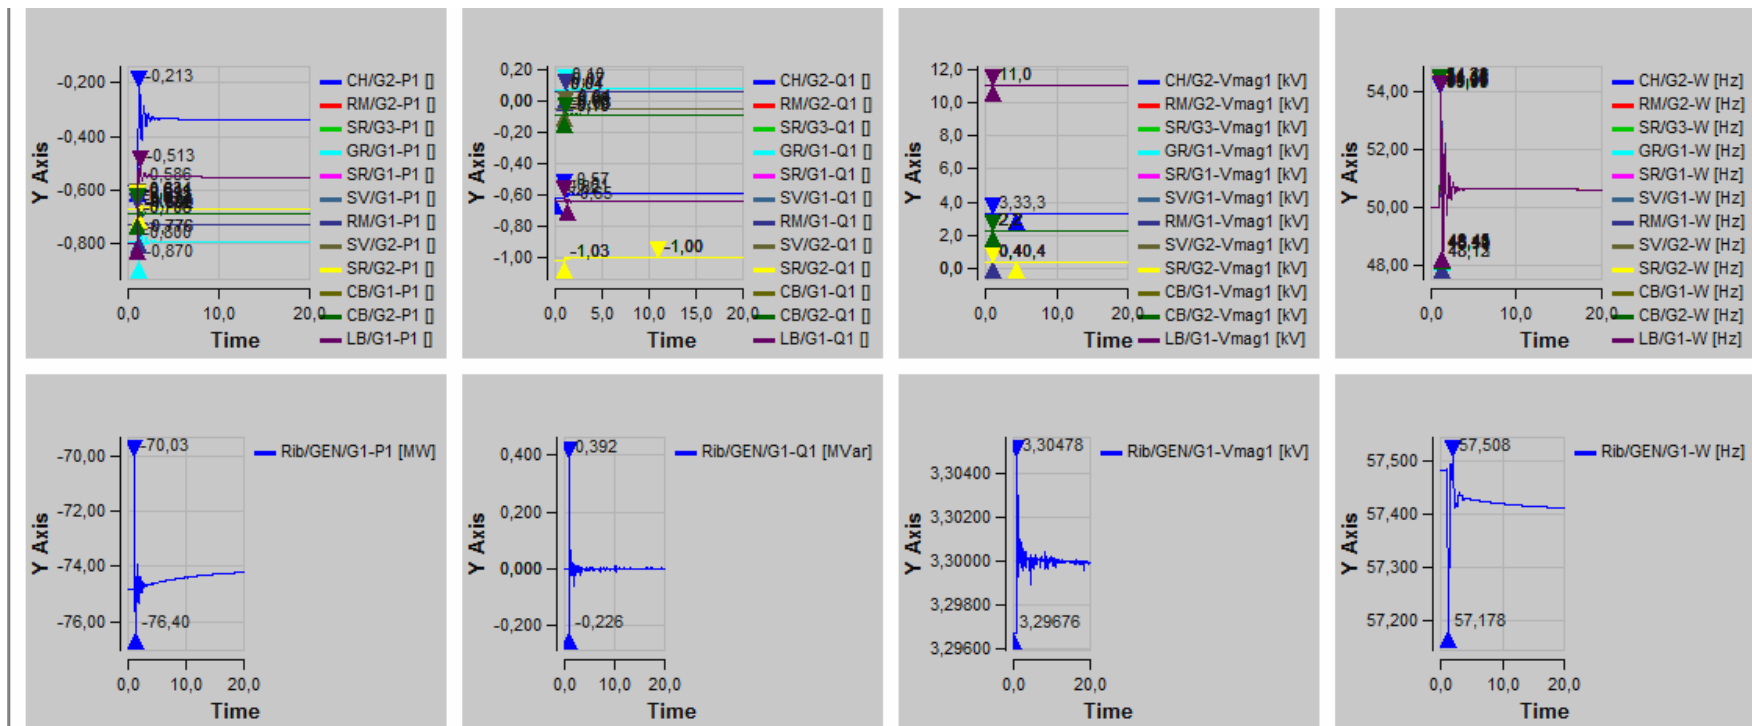 Y Axis
-0,200
-0,400
-0,600
-0,800
-0,213
-0,513
-0,586
-0,776
-0,800
-0,870
0,0
10,0
20,0
Time
CH/G2-P1 []
RM/G2-P1 []
SR/G3-P1 []
GR/G1-P1 []
SR/G1-P1 []
SV/G1-P1 []
RM/G1-P1 []
SV/G2-P1 []
SR/G2-P1 []
CB/G1-P1 []
CB/G2-P1 []
LB/G1-P1 []
Y Axis
0,20
0,00
-0,20
-0,40
-0,60
-0,80
-1,00
-0,57
-0,65
-1,03
-1,00
0,0
5,0
10,0
15,0
20,0
Time
CH/G2-Q1 []
RM/G2-Q1 []
SR/G3-Q1 []
GR/G1-Q1 []
SR/G1-Q1 []
SV/G1-Q1 []
RM/G1-Q1 []
SV/G2-Q1 []
SR/G2-Q1 []
CB/G1-Q1 []
CB/G2-Q1 []
LB/G1-Q1 []
Y Axis
12,0
10,0
8,0
6,0
4,0
2,0
0,0
11,0
3,33,3
0,40,4
0,0
10,0
20,0
Time
CH/G2-Vmag1 [kV]
RM/G2-Vmag1 [kV]
SR/G3-Vmag1 [kV]
GR/G1-Vmag1 [kV]
SR/G1-Vmag1 [kV]
SV/G1-Vmag1 [kV]
RM/G1-Vmag1 [kV]
SV/G2-Vmag1 [kV]
SR/G2-Vmag1 [kV]
CB/G1-Vmag1 [kV]
CB/G2-Vmag1 [kV]
LB/G1-Vmag1 [kV]
Y Axis
54,00
52,00
50,00
48,00
48,12
0,0
10,0
20,0
Time
CH/G2-W [Hz]
RM/G2-W [Hz]
SR/G3-W [Hz]
GR/G1-W [Hz]
SR/G1-W [Hz]
SV/G1-W [Hz]
RM/G1-W [Hz]
SV/G2-W [Hz]
SR/G2-W [Hz]
CB/G1-W [Hz]
CB/G2-W [Hz]
LB/G1-W [Hz]
Y Axis
-70,00
-72,00
-74,00
-76,00
-70,03
-76,40
0,0
10,0
20,0
Time
Rib/GEN/G1-P1 [MW]
Y Axis
0,400
0,200
0,000
-0,200
0,392
-0,226
0,0
10,0
20,0
Time
Rib/GEN/G1-Q1 [MVar]
Y Axis
3,30400
3,30200
3,30000
3,29800
3,29600
3,30478
3,29676
0,0
10,0
20,0
Time
Rib/GEN/G1-Vmag1 [kV]
Y Axis
57,500
57,400
57,300
57,200
57,508
57,178
0,0
10,0
20,0
Time
Rib/GEN/G1-W [Hz]